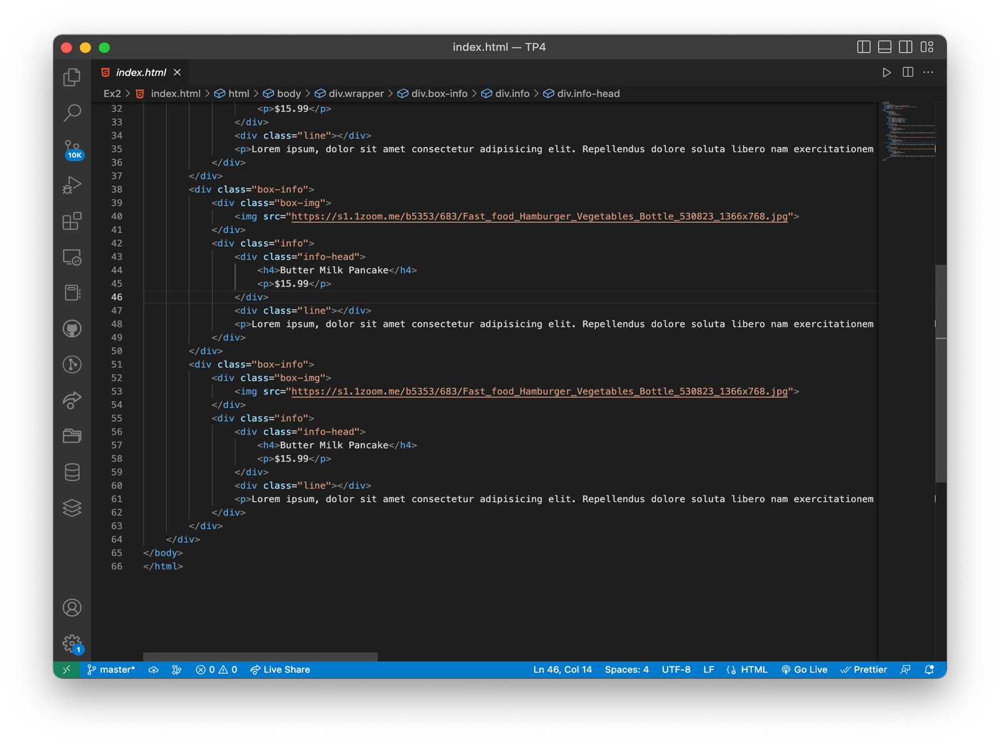 index.html — TP4
index.html
Ex2 > index.html > html > body > div.wrapper > div.box-info > div.info > div.info-head
32 <p>$15.99</p>
33 </div>
34 <div class="line"></div>
35 <p>Lorem ipsum, dolor sit amet consectetur adipisicing elit. Repellendus dolore soluta libero nam exercitationem
36 </div>
37 </div>
38 <div class="box-info">
39 <div class="box-img">
40 <img src="https://s1.1zoom.me/b5353/683/Fast_food_Hamburger_Vegetables_Bottle_530823_1366x768.jpg">
41 </div>
42 <div class="info">
43 <div class="info-head">
44 <h4>Butter Milk Pancake</h4>
45 <p>$15.99</p>
46 </div>
47 <div class="line"></div>
48 <p>Lorem ipsum, dolor sit amet consectetur adipisicing elit. Repellendus dolore soluta libero nam exercitationem
49 </div>
50 </div>
51 <div class="box-info">
52 <div class="box-img">
53 <img src="https://s1.1zoom.me/b5353/683/Fast_food_Hamburger_Vegetables_Bottle_530823_1366x768.jpg">
54 </div>
55 <div class="info">
56 <div class="info-head">
57 <h4>Butter Milk Pancake</h4>
58 <p>$15.99</p>
59 </div>
60 <div class="line"></div>
61 <p>Lorem ipsum, dolor sit amet consectetur adipisicing elit. Repellendus dolore soluta libero nam exercitationem
62 </div>
63 </div>
64 </div>
65 </body>
66 </html>
10K
1
master* 0 0 Live Share Ln 46, Col 14 Spaces: 4 UTF-8 LF HTML Go Live Prettier